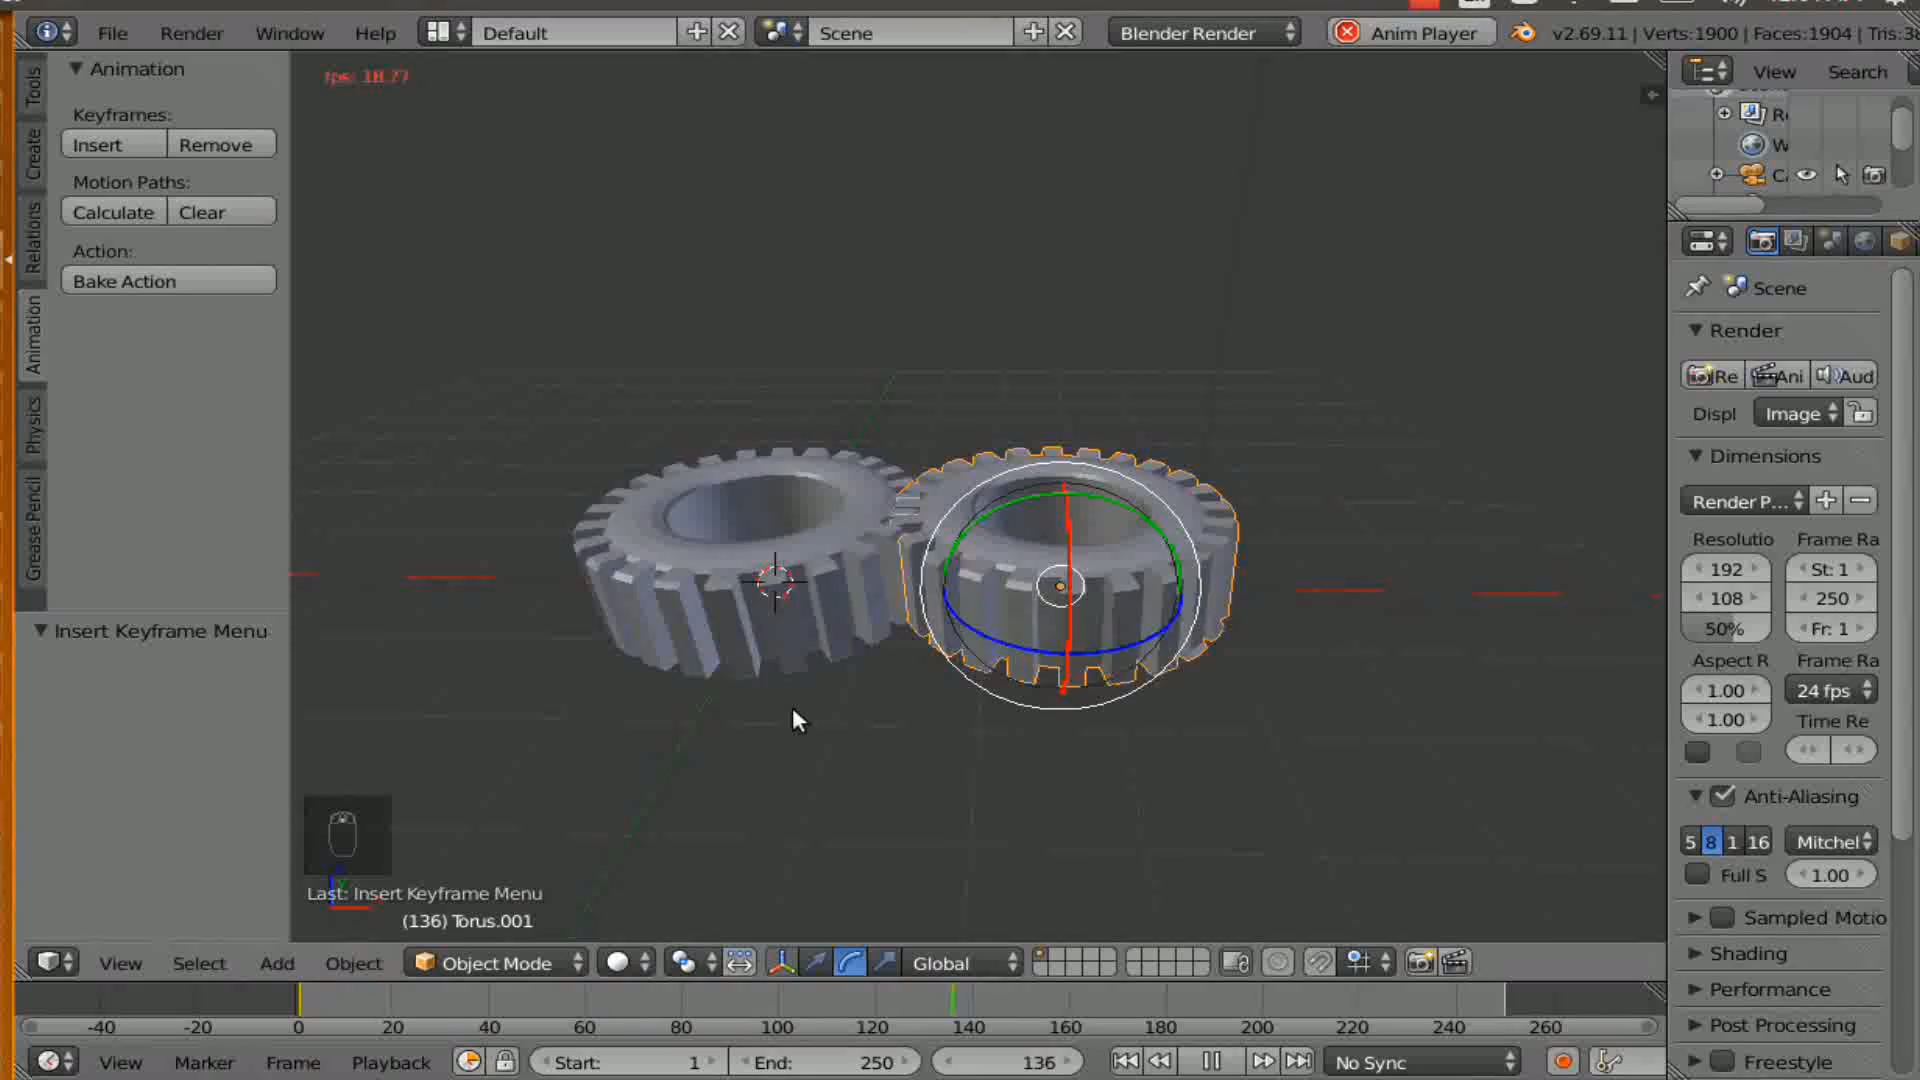 File Render Window Help Default Scene Blender Render Anim Player v2.69.11 | Verts:1900 | Faces:1904 | Tris:38
fps: 18.77
Animation
Keyframes:
Insert Remove
Motion Paths:
Calculate Clear
Action:
Bake Action
Tools
Create
Relations
Animation
Physics
Grease Pencil
Insert Keyframe Menu
Last: Insert Keyframe Menu
(136) Torus.001
View Search
R
W
C
Scene
Render
Re Ani Aud
Displ Image
Dimensions
Render P...
Resolutio Frame Ra
192 St: 1
108 250
50% Fr: 1
Aspect R Frame Ra
1.00 24 fps
1.00 Time Re
Anti-Aliasing
5 8 1 16 Mitchel
Full S 1.00
Sampled Motio
Shading
Performance
Post Processing
Freestyle
View Select Add Object Object Mode Global
-40 -20 0 20 40 60 80 100 120 140 160 180 200 220 240 260
View Marker Frame Playback Start: 1 End: 250 136 No Sync